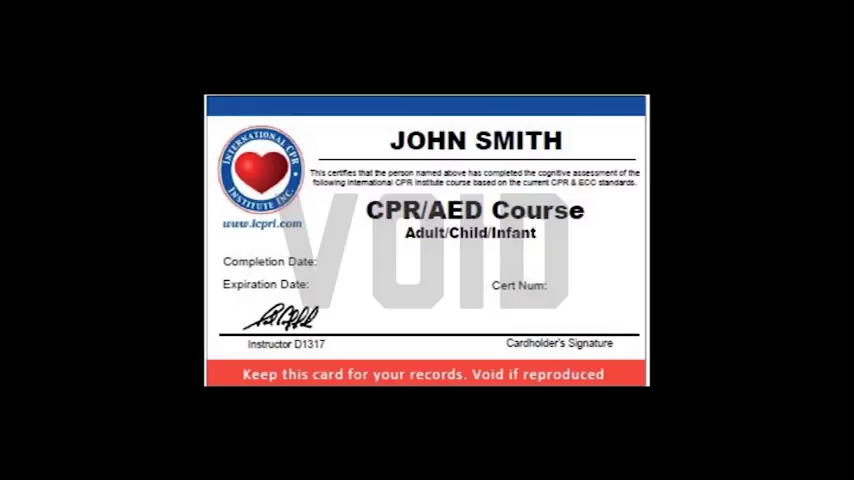 JOHN SMITH
This certifies that the person named above has completed the cognitive assessment of the
following International CPR Institute course based on the current CPR & ECC standards.
INTERNATIONAL CPR
INSTITUTE INC.
www.icpri.com
CPR/AED Course
Adult/Child/Infant
VOID
Completion Date:
Expiration Date:
Cert Num:
Instructor D1317
Cardholder's Signature
Keep this card for your records. Void if reproduced